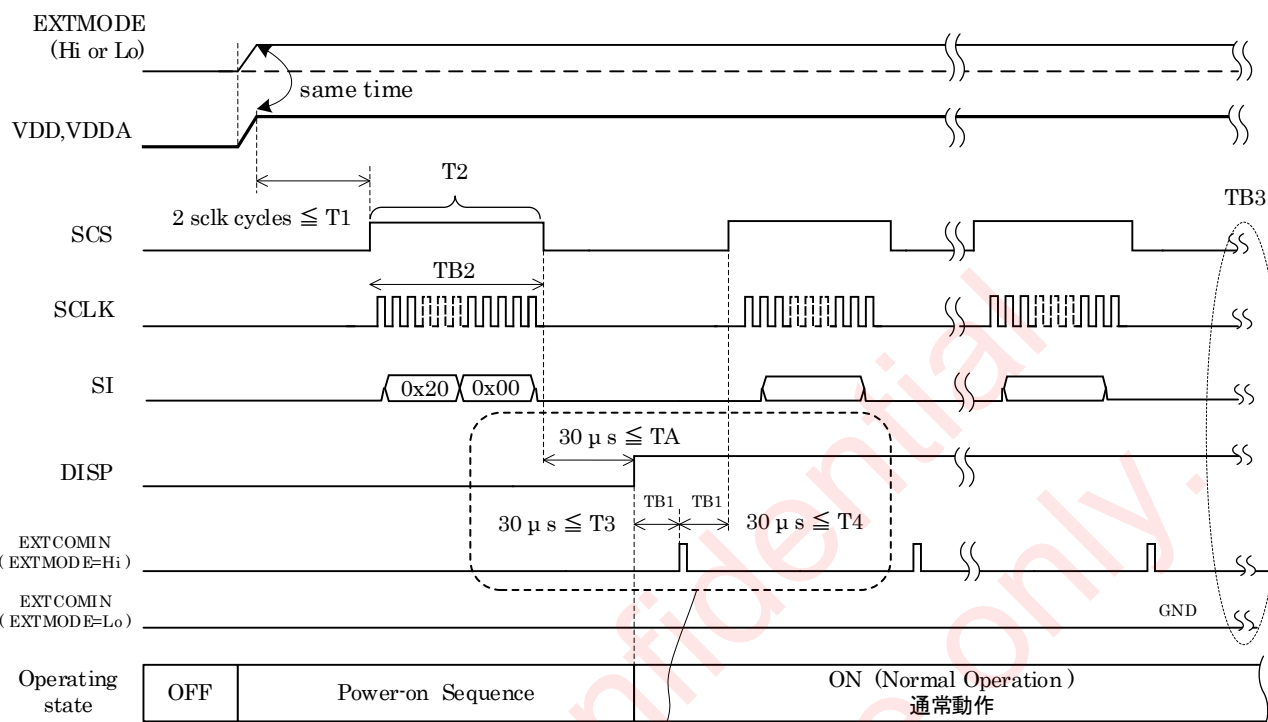 EXTMODE
(Hi or Lo)
same time
VDD,VDDA
T2
TB3
2 sclk cycles ≦ T1
SCS
TB2
SCLK
SI
0x20
0x00
30 μ s ≦ TA
DISP
TB1
TB1
30 μ s ≦ T3
30 μ s ≦ T4
EXTCOMIN
( EXTMODE=Hi )
EXTCOMIN
( EXTMODE=Lo )
GND
Operating
state
OFF
Power-on Sequence
ON (Normal Operation )
通常動作
nfidential
e only.